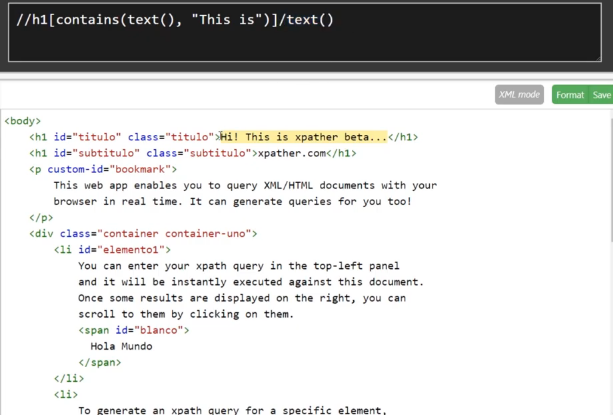 //h1[contains(text(), "This is")]/text()
XML mode Format Save
<body>
<h1 id="titulo" class="titulo">Hi! This is xpather beta...</h1>
<h1 id="subtitulo" class="subtitulo">xpather.com</h1>
<p custom-id="bookmark">
This web app enables you to query XML/HTML documents with your
browser in real time. It can generate queries for you too!
</p>
<div class="container container-uno">
<li id="elemento1">
You can enter your xpath query in the top-left panel
and it will be instantly executed against this document.
Once some results are displayed on the right, you can
scroll to them by clicking on them.
<span id="blanco">
Hola Mundo
</span>
</li>
<li>
To generate an xpath query for a specific element,